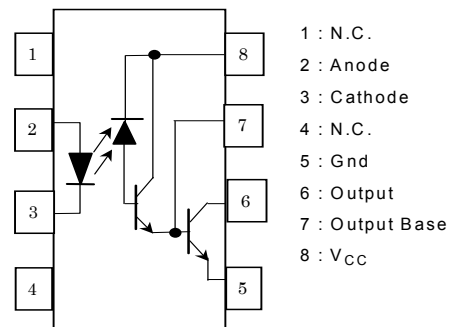 1
2
3
4
8
7
6
5
1 : N.C.
2 : Anode
3 : Cathode
4 : N.C.
5 : Gnd
6 : Output
7 : Output Base
8 : VCC